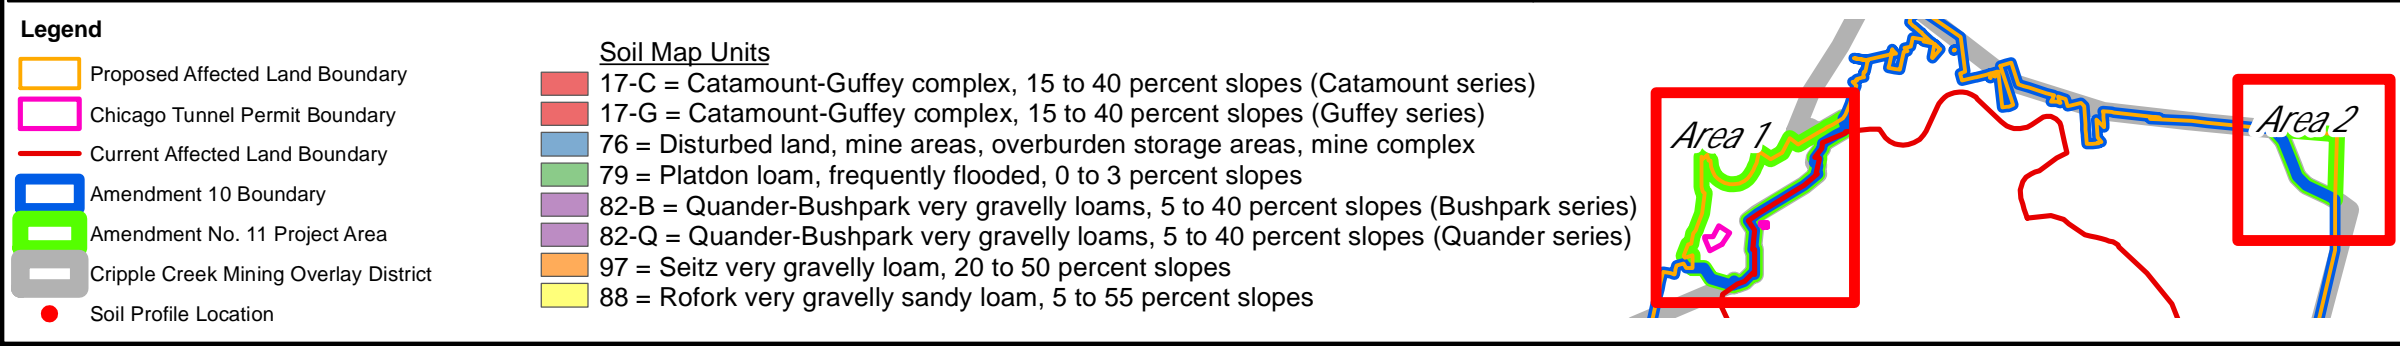 Legend
Proposed Affected Land Boundary
Chicago Tunnel Permit Boundary
Current Affected Land Boundary
Amendment 10 Boundary
Amendment No. 11 Project Area
Cripple Creek Mining Overlay District
Soil Profile Location
Soil Map Units
17-C = Catamount-Guffey complex, 15 to 40 percent slopes (Catamount series)
17-G = Catamount-Guffey complex, 15 to 40 percent slopes (Guffey series)
76 = Disturbed land, mine areas, overburden storage areas, mine complex
79 = Platdon loam, frequently flooded, 0 to 3 percent slopes
82-B = Quander-Bushpark very gravelly loams, 5 to 40 percent slopes (Bushpark series)
82-Q = Quander-Bushpark very gravelly loams, 5 to 40 percent slopes (Quander series)
97 = Seitz very gravelly loam, 20 to 50 percent slopes
88 = Rofork very gravelly sandy loam, 5 to 55 percent slopes
Area 1
Area 2